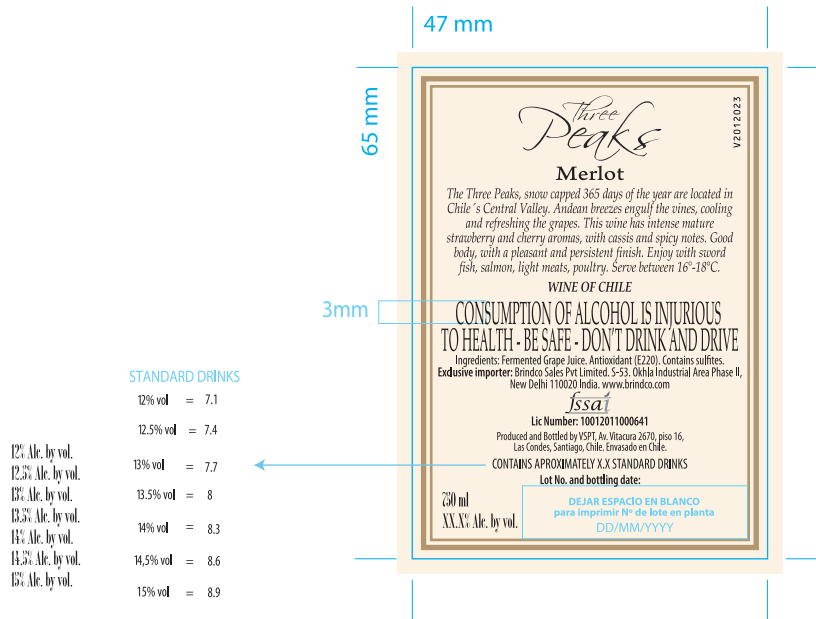 47 mm
65 mm
Three
Peaks
V2012023
Merlot
The Three Peaks, snow capped 365 days of the year are located in
Chile´s Central Valley. Andean breezes engulf the vines, cooling
and refreshing the grapes. This wine has intense mature
strawberry and cherry aromas, with cassis and spicy notes. Good
body, with a pleasant and persistent finish. Enjoy with sword
fish, salmon, light meats, poultry. Serve between 16°-18°C.
WINE OF CHILE
3mm
CONSUMPTION OF ALCOHOL IS INJURIOUS
TO HEALTH - BE SAFE - DON'T DRINK AND DRIVE
Ingredients: Fermented Grape Juice. Antioxidant (E220). Contains sulfites.
Exclusive importer: Brindco Sales Pvt Limited. S-53. Okhla Industrial Area Phase II,
New Delhi 110020 India. www.brindco.com
fssai
Lic Number: 10012011000641
Produced and Bottled by VSPT, Av. Vitacura 2670, piso 16,
Las Condes, Santiago, Chile. Envasado en Chile.
CONTAINS APROXIMATELY X.X STANDARD DRINKS
Lot No. and bottling date:
750 ml
XX.X% Alc. by vol.
DEJAR ESPACIO EN BLANCO
para imprimir Nº de lote en planta
DD/MM/YYYY
STANDARD DRINKS
12% vol = 7.1
12.5% vol = 7.4
13% vol = 7.7
13.5% vol = 8
14% vol = 8.3
14,5% vol = 8.6
15% vol = 8.9
12% Alc. by vol.
12.5% Alc. by vol.
13% Alc. by vol.
13.5% Alc. by vol.
14% Alc. by vol.
14.5% Alc. by vol.
15% Alc. by vol.